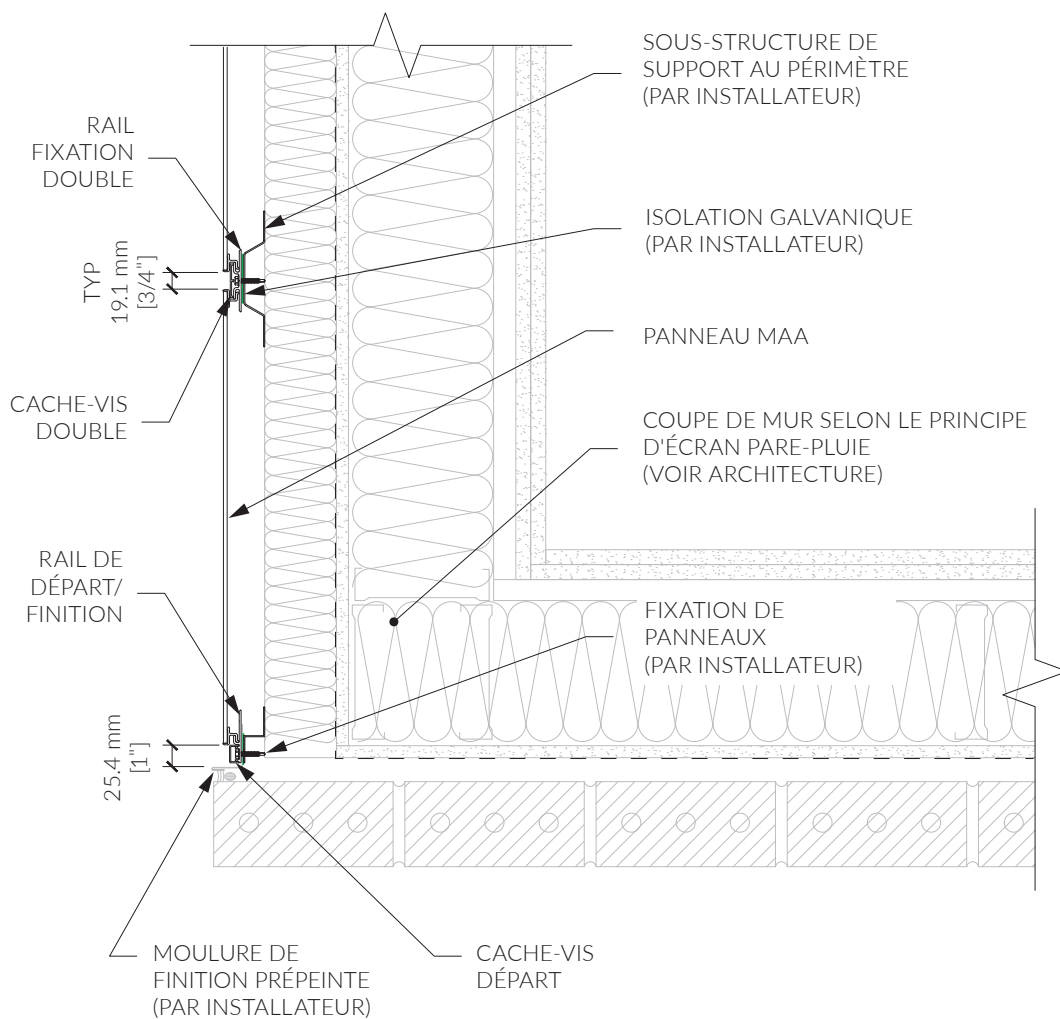 SOUS-STRUCTURE DE
SUPPORT AU PÉRIMÈTRE
(PAR INSTALLATEUR)
RAIL
FIXATION
DOUBLE
ISOLATION GALVANIQUE
(PAR INSTALLATEUR)
TYP
19.1 mm
[3/4"]
PANNEAU MAA
CACHE-VIS
DOUBLE
COUPE DE MUR SELON LE PRINCIPE
D'ÉCRAN PARE-PLUIE
(VOIR ARCHITECTURE)
RAIL DE
DÉPART/
FINITION
FIXATION DE
PANNEAUX
(PAR INSTALLATEUR)
25.4 mm
[1"]
MOULURE DE
FINITION PRÉPEINTE
(PAR INSTALLATEUR)
CACHE-VIS
DÉPART